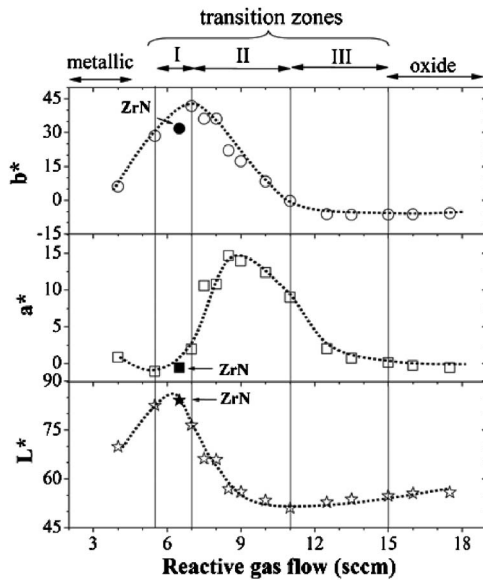 transition zones
metallic I II III oxide
45
ZrN
30
b*
15
0
-15
15
10
a*
5
0
ZrN
90
ZrN
75
L*
60
45
3 6 9 12 15 18
Reactive gas flow (sccm)